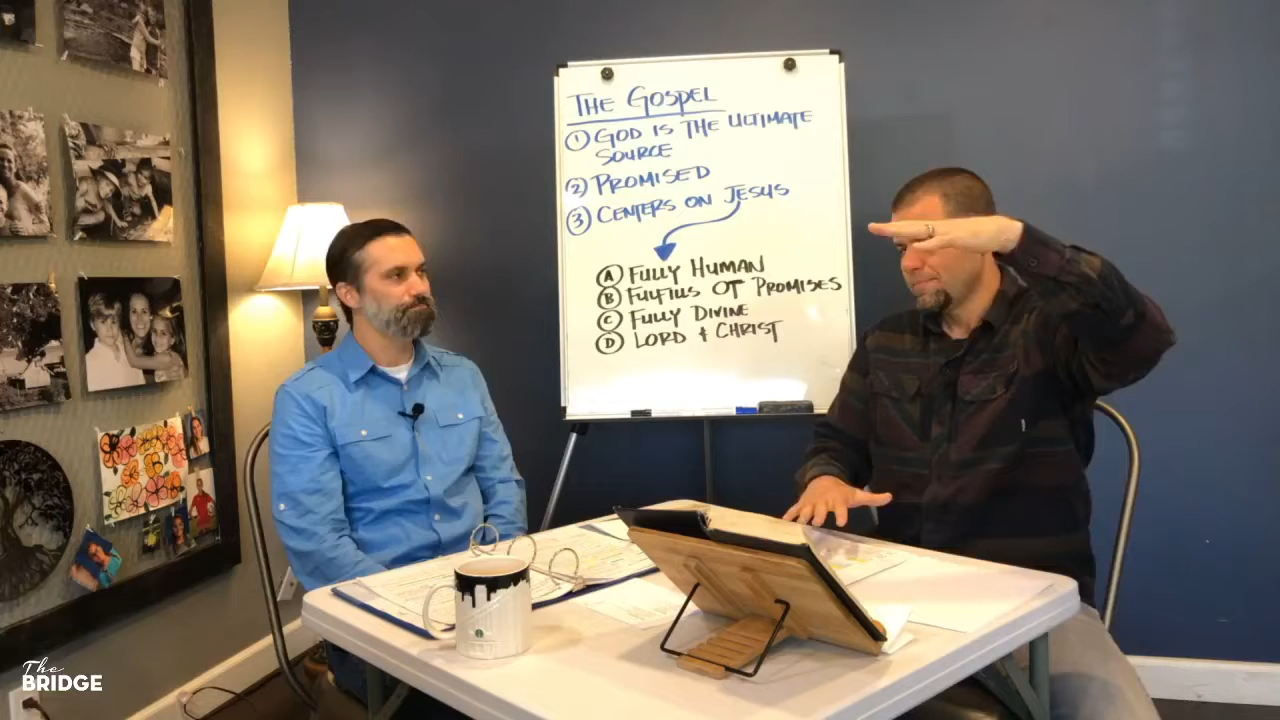 THE GOSPEL
1 GOD IS THE ULTIMATE
SOURCE
2 PROMISED
3 CENTERS ON JESUS
A FULLY HUMAN
B FULFILLS OT PROMISES
C FULLY DIVINE
D LORD & CHRIST
The
BRIDGE